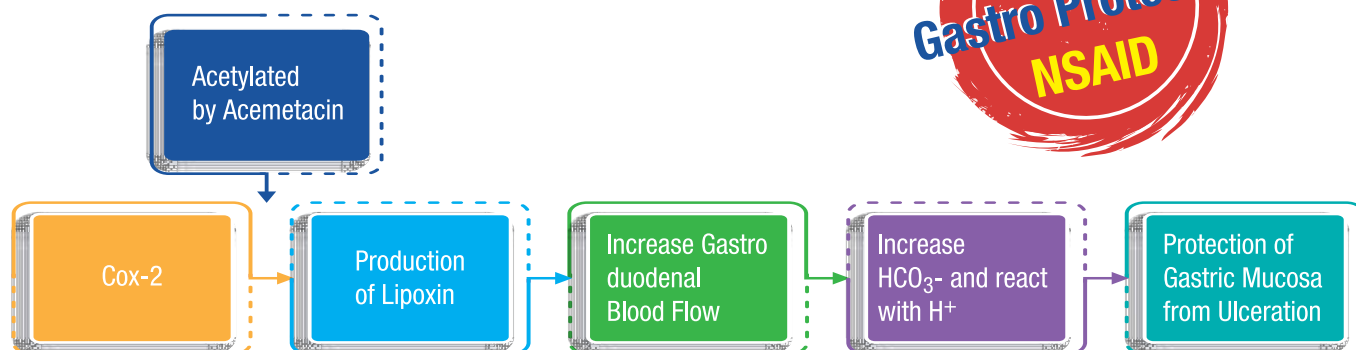 Gastro
NSAID
Acetylated
by Acemetacin
Cox-2
Production
of Lipoxin
Increase Gastro
duodenal
Blood Flow
Increase
HCO₃- and react
with H⁺
Protection of
Gastric Mucosa
from Ulceration